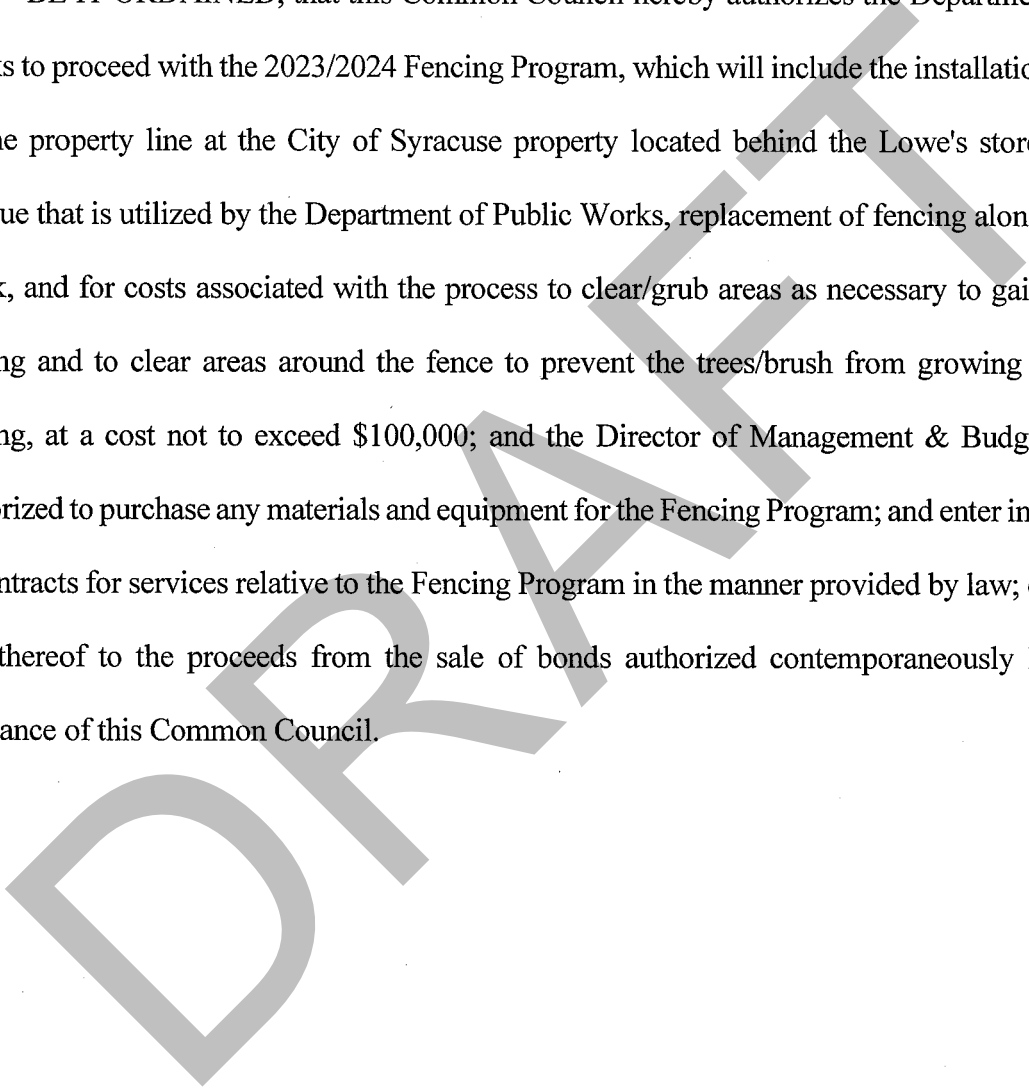 BE IT ORDAINED, that this Common Council hereby authorizes the Departme
s to proceed with the 2023/2024 Fencing Program, which will include the installatio
e property line at the City of Syracuse property located behind the Lowe's store
ue that is utilized by the Department of Public Works, replacement of fencing alon
k, and for costs associated with the process to clear/grub areas as necessary to gai
ng and to clear areas around the fence to prevent the trees/brush from growing
ng, at a cost not to exceed $100,000; and the Director of Management & Budg
rized to purchase any materials and equipment for the Fencing Program; and enter in
ntracts for services relative to the Fencing Program in the manner provided by law;
thereof to the proceeds from the sale of bonds authorized contemporaneously
ance of this Common Council.
DRAFT